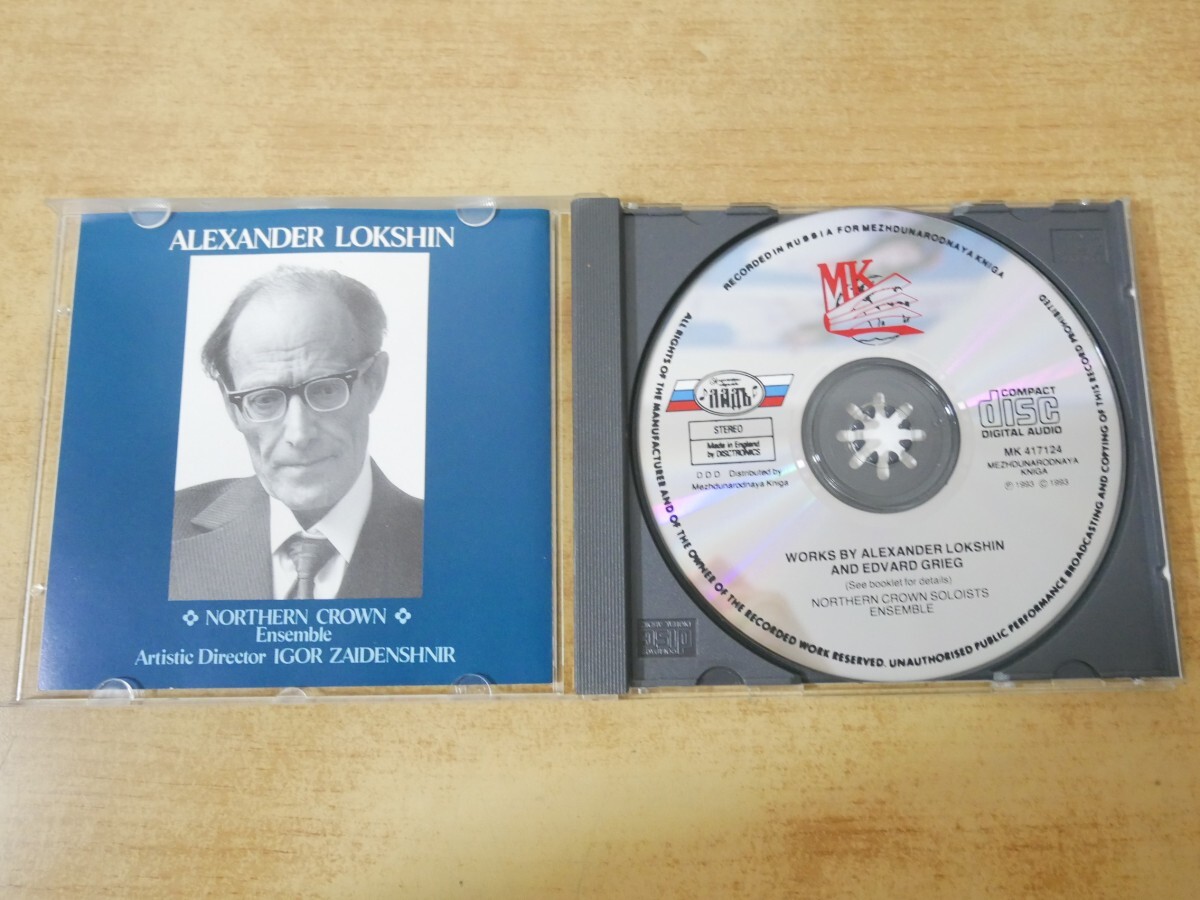 ALEXANDER LOKSHIN
✤ NORTHERN CROWN ✤
Ensemble
Artistic Director IGOR ZAIDENSHNIR
RECORDED IN RUSSIA FOR MEZHDUNARODNAYA KNIGA
ALL RIGHTS OF THE MANUFACTURER AND OF THE OWNER OF THE RECORDED WORK RESERVED. UNAUTHORISED PUBLIC PERFORMANCE BROADCASTING AND COPYING OF THIS RECORD PROHIBITED
MK
ЛАДЪ
STEREO
Made in England
by DISCTRONICS
DDD Distributed by
Mezhdunarodnaya Kniga
COMPACT
disc
DIGITAL AUDIO
MK 417124
MEZHDUNARODNAYA
KNIGA
℗ 1993 © 1993
WORKS BY ALEXANDER LOKSHIN
AND EDVARD GRIEG
(See booklet for details)
NORTHERN CROWN SOLOISTS
ENSEMBLE